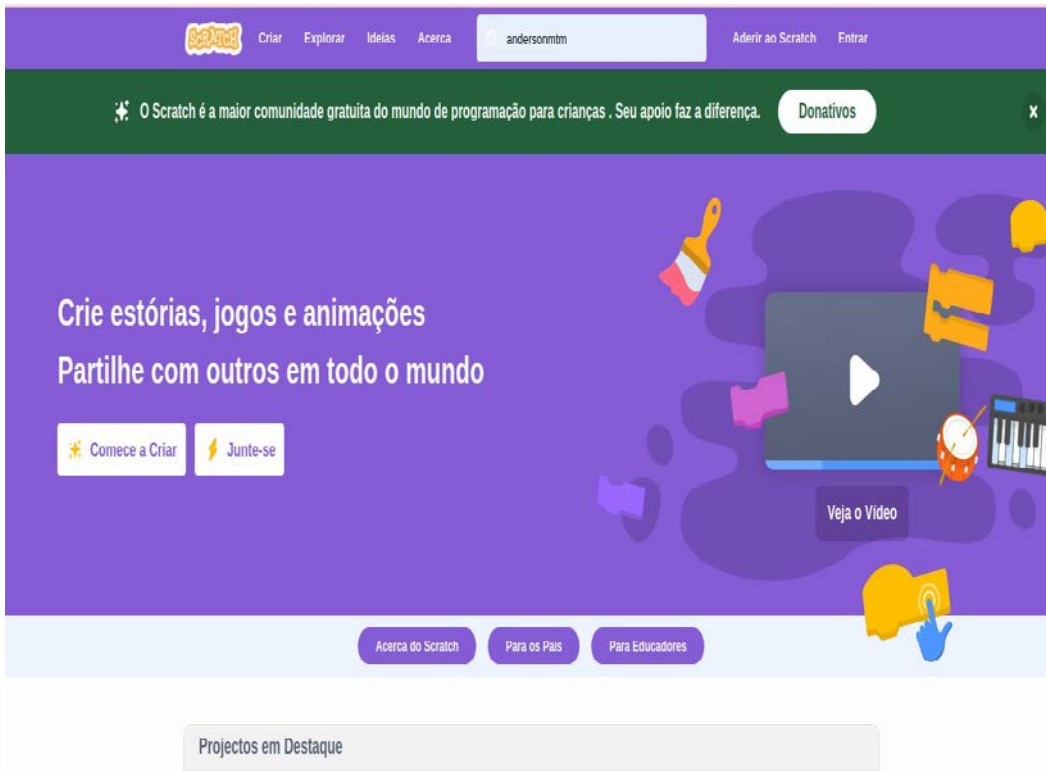 SCRATCH Criar Explorar Ideias Acerca andersonmtm Aderir ao Scratch Entrar
O Scratch é a maior comunidade gratuita do mundo de programação para crianças . Seu apoio faz a diferença. Donativos x
Crie estórias, jogos e animações
Partilhe com outros em todo o mundo
Comece a Criar Junte-se
Veja o Vídeo
Acerca do Scratch Para os Pais Para Educadores
Projectos em Destaque